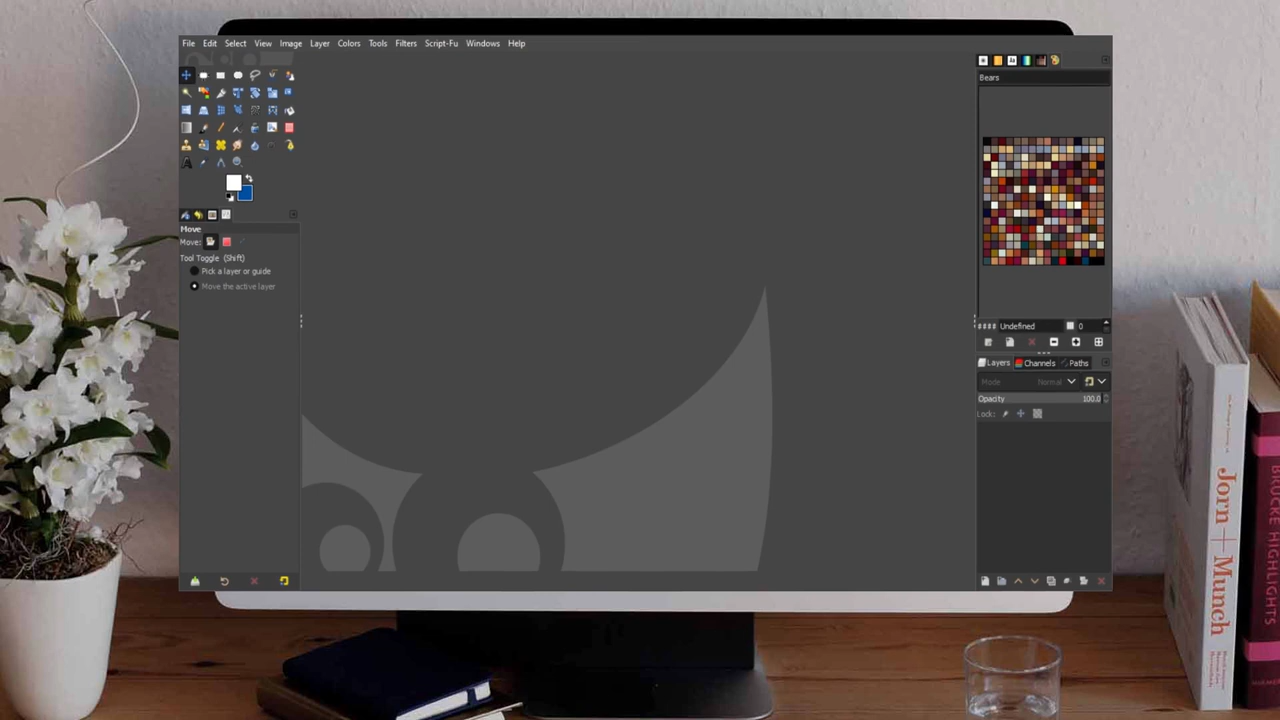 File Edit Select View Image Layer Colors Tools Filters Script-Fu Windows Help
Bears
Move
Move:
Tool Toggle (Shift)
Pick a layer or guide
Move the active layer
Undefined
0
Layers Channels Paths
Mode Normal
Opacity 100.0
Lock:
Jorn + Munch
BRÜCKE HIGHLIGHTS